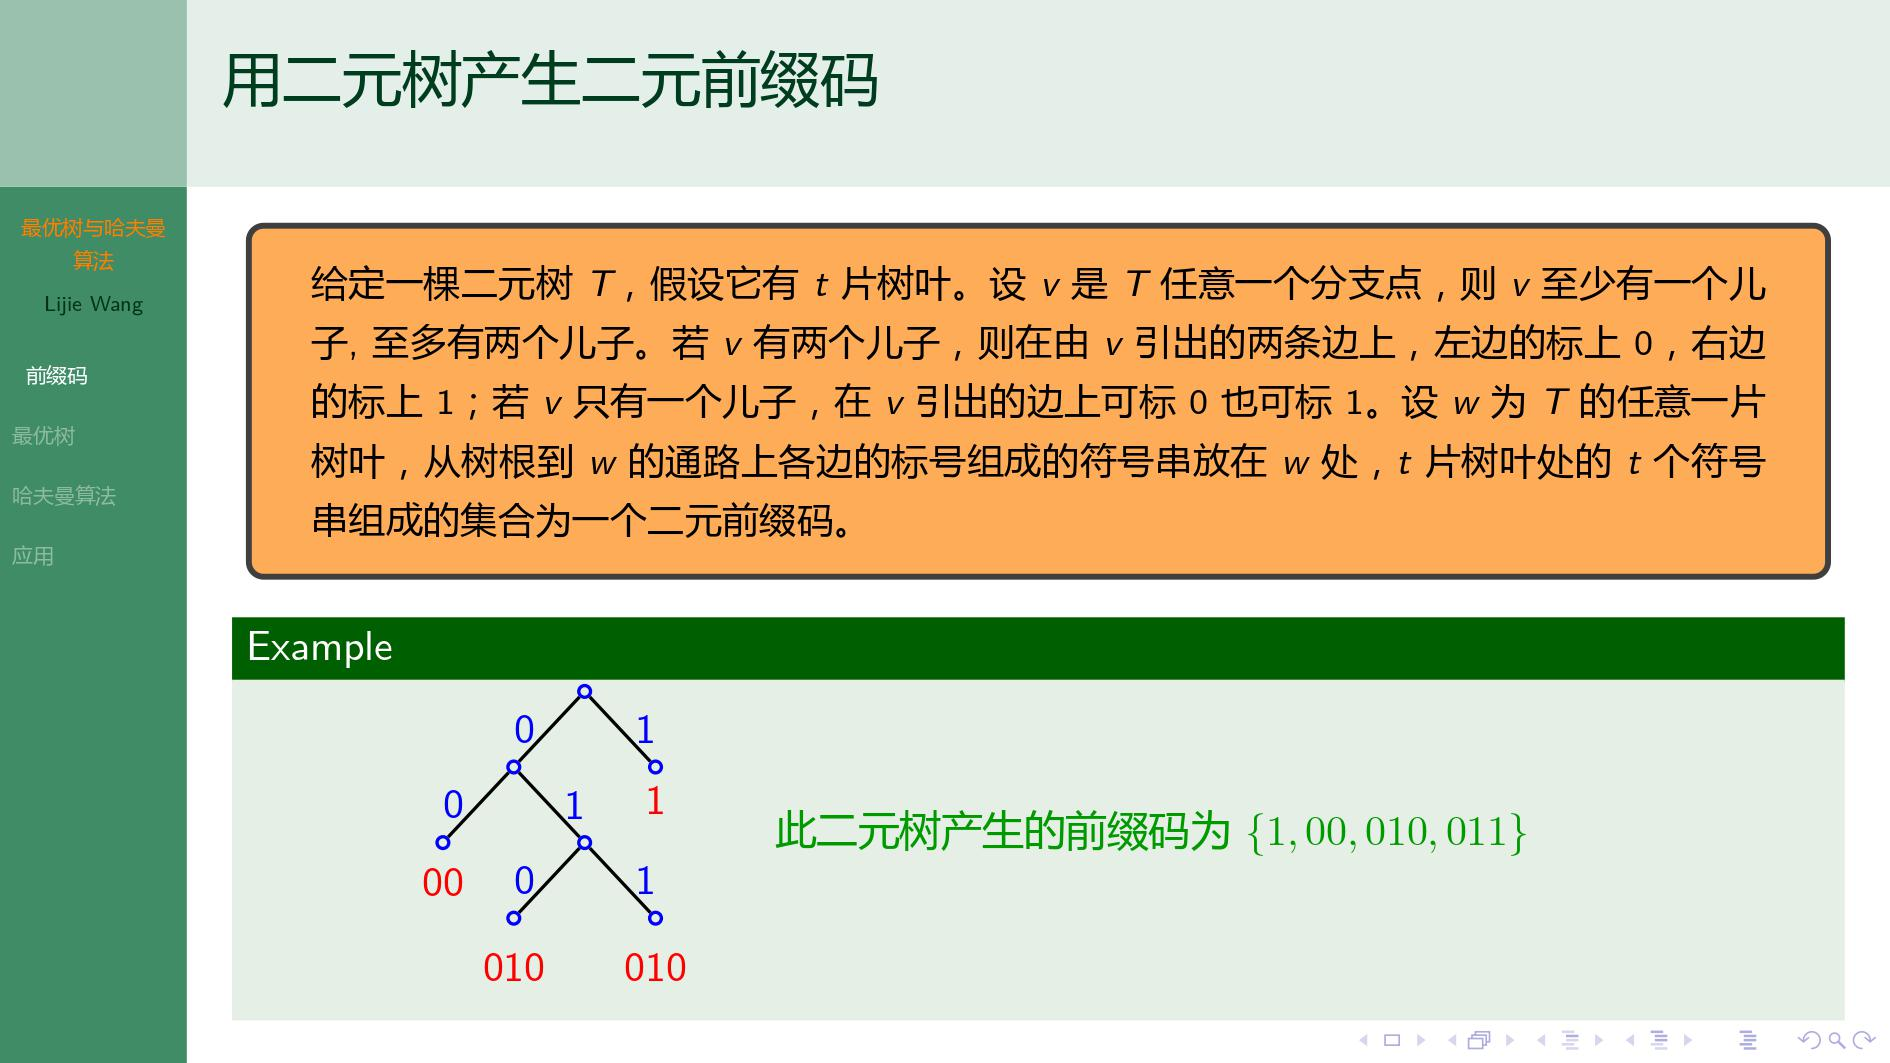 用二元树产生二元前缀码
最优树与哈夫曼
算法
Lijie Wang
前缀码
最优树
哈夫曼算法
应用
给定一棵二元树 T，假设它有 t 片树叶。设 v 是 T 任意一个分支点，则 v 至少有一个儿
子, 至多有两个儿子。若 v 有两个儿子，则在由 v 引出的两条边上，左边的标上 0，右边
的标上 1；若 v 只有一个儿子，在 v 引出的边上可标 0 也可标 1。设 w 为 T 的任意一片
树叶，从树根到 w 的通路上各边的标号组成的符号串放在 w 处，t 片树叶处的 t 个符号
串组成的集合为一个二元前缀码。
Example
0 1
0 1 1
00 0 1
010 010
此二元树产生的前缀码为 {1, 00, 010, 011}